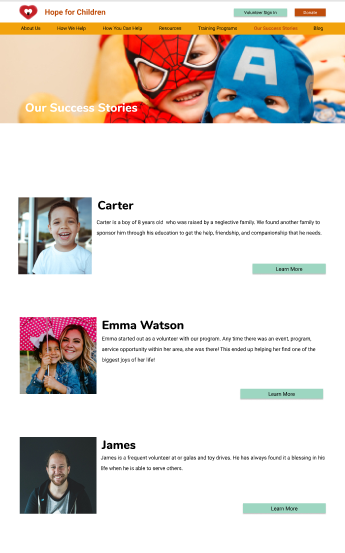 Hope for Children
Volunteer Sign In
Donate
About Us
How We Help
How You Can Help
Resources
Training Programs
Our Success Stories
Blog
Our Success Stories
Carter
Carter is a boy of 8 years old who was raised by a neglective family. We found another family to
sponsor him through his education to get the help, friendship, and companionship that he needs.
Learn More
Emma Watson
Emma started out as a volunteer with our program. Any time there was an event, program,
service opportunity within her area, she was there! This ended up helping her find one of the
biggest joys of her life!
Learn More
James
James is a frequent volunteer at or galas and toy drives. He has always found it a blessing in his
life when he is able to serve others.
Learn More